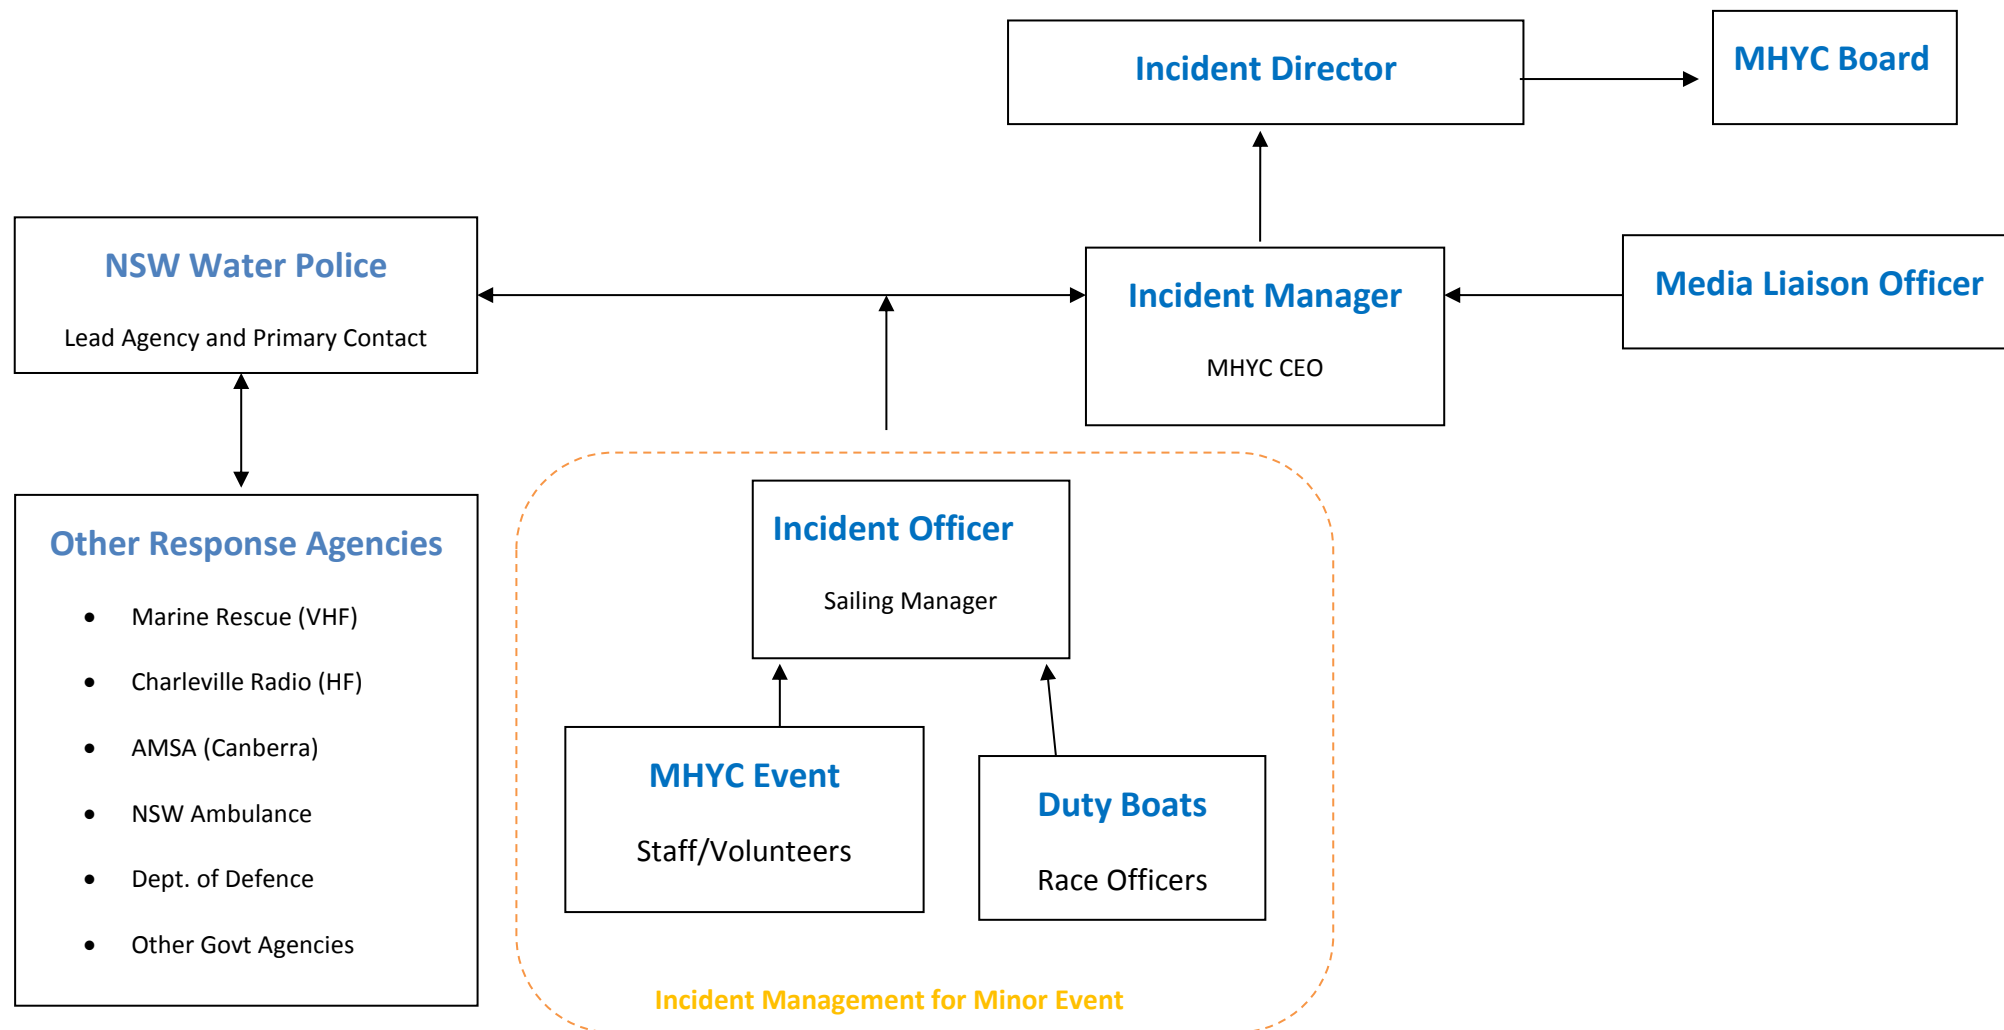 Incident Director
MHYC Board
NSW Water Police
Lead Agency and Primary Contact
Incident Manager
MHYC CEO
Media Liaison Officer
Other Response Agencies
• Marine Rescue (VHF)
• Charleville Radio (HF)
• AMSA (Canberra)
• NSW Ambulance
• Dept. of Defence
• Other Govt Agencies
Incident Officer
Sailing Manager
MHYC Event
Staff/Volunteers
Duty Boats
Race Officers
Incident Management for Minor Event